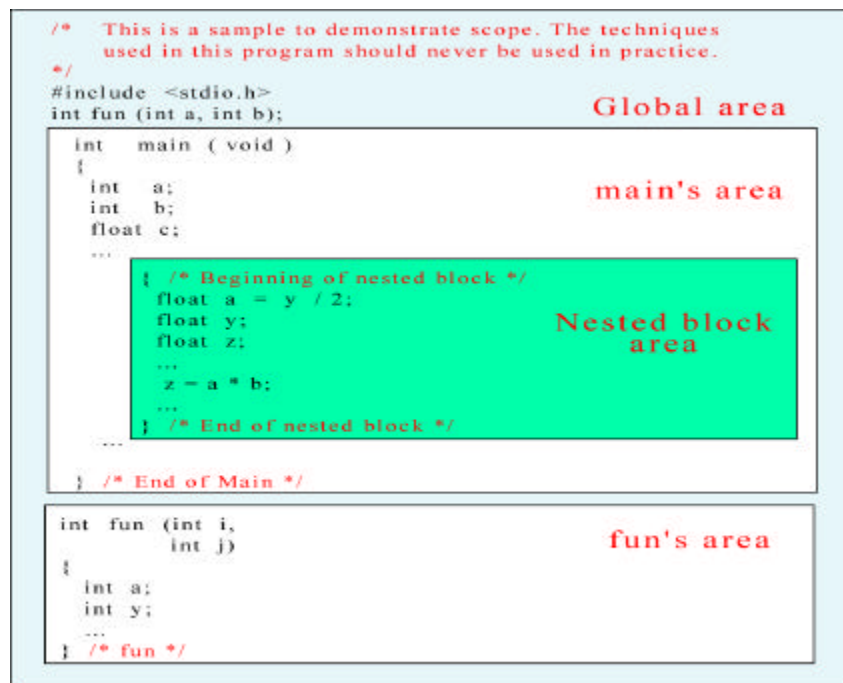 /* This is a sample to demonstrate scope. The techniques
used in this program should never be used in practice.
*/
#include <stdio.h>
int fun (int a, int b);
Global area
int main ( void )
{
int a;
main's area
int b;
float c;
...
{ /* Beginning of nested block */
float a = y / 2;
float y;
Nested block
float z;
area
...
z = a * b;
...
} /* End of nested block */
...
} /* End of Main */
int fun (int i,
int j)
fun's area
{
int a;
int y;
...
} /* fun */